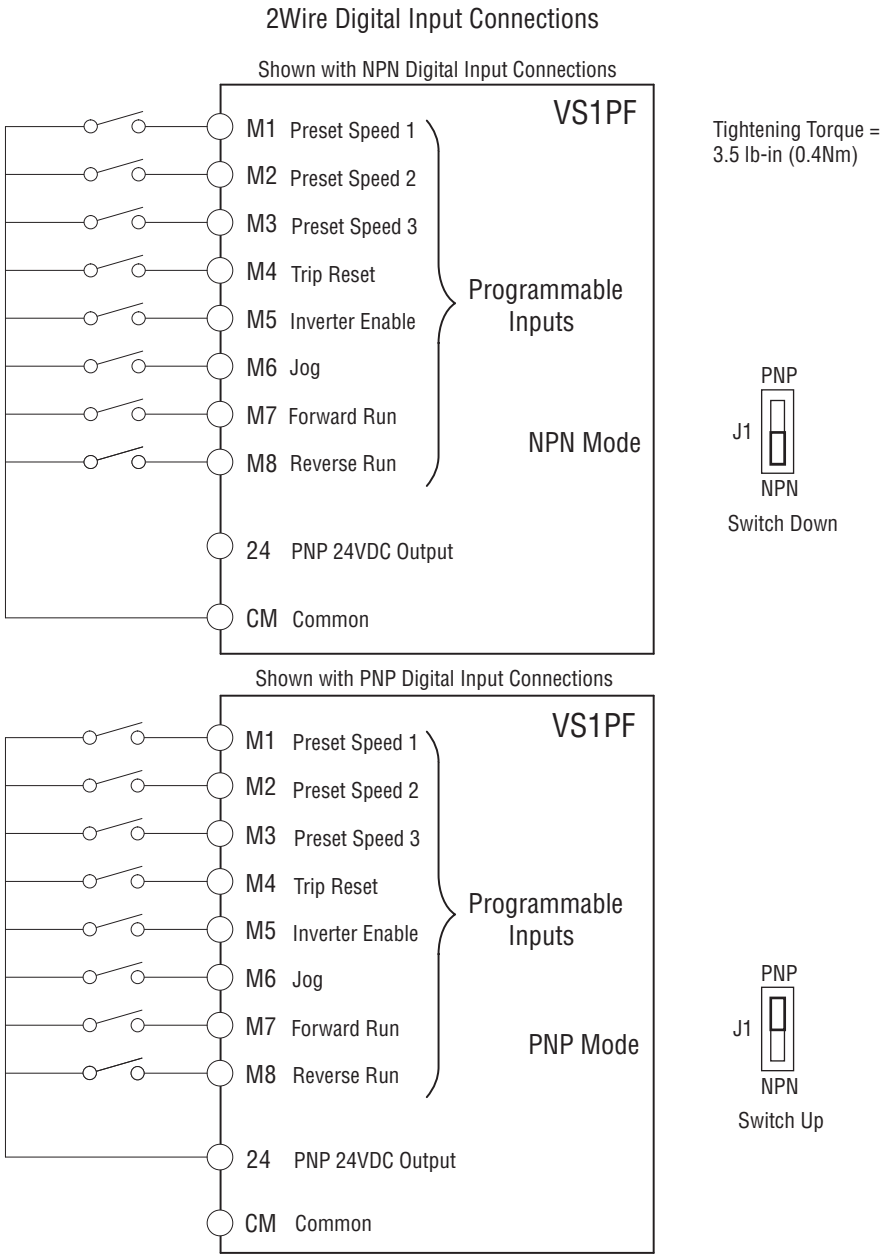 2Wire Digital Input Connections
Shown with NPN Digital Input Connections
VS1PF
M1 Preset Speed 1
M2 Preset Speed 2
M3 Preset Speed 3
M4 Trip Reset
M5 Inverter Enable
M6 Jog
M7 Forward Run
M8 Reverse Run
Programmable
Inputs
NPN Mode
24 PNP 24VDC Output
CM Common
Tightening Torque =
3.5 lb-in (0.4Nm)
PNP
J1
NPN
Switch Down
Shown with PNP Digital Input Connections
VS1PF
M1 Preset Speed 1
M2 Preset Speed 2
M3 Preset Speed 3
M4 Trip Reset
M5 Inverter Enable
M6 Jog
M7 Forward Run
M8 Reverse Run
Programmable
Inputs
PNP Mode
24 PNP 24VDC Output
CM Common
PNP
J1
NPN
Switch Up